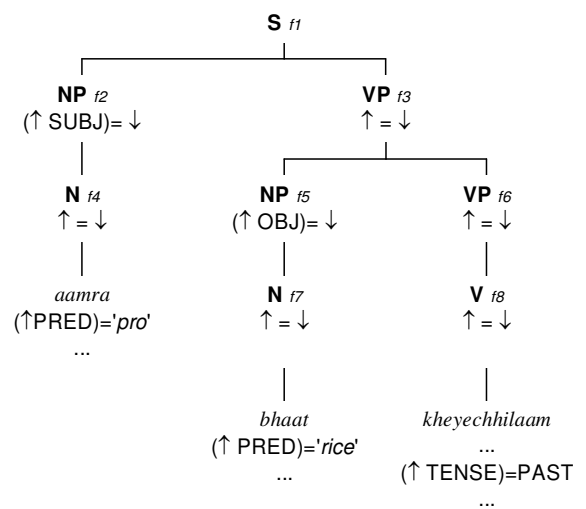 S f1
NP f2 VP f3
(↑ SUBJ)= ↓ ↑ = ↓
N f4 NP f5 VP f6
↑ = ↓ (↑ OBJ)= ↓ ↑ = ↓
aamra N f7 V f8
(↑PRED)='pro' ↑ = ↓ ↑ = ↓
...
bhaat kheyechhilaam
(↑ PRED)='rice' ...
... (↑ TENSE)=PAST
...